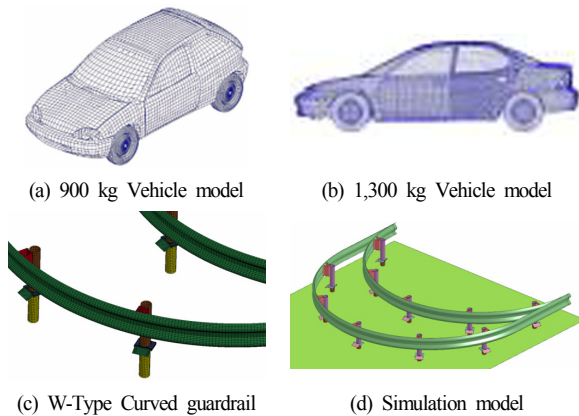 (a) 900 kg Vehicle model
(b) 1,300 kg Vehicle model
(c) W-Type Curved guardrail
(d) Simulation model